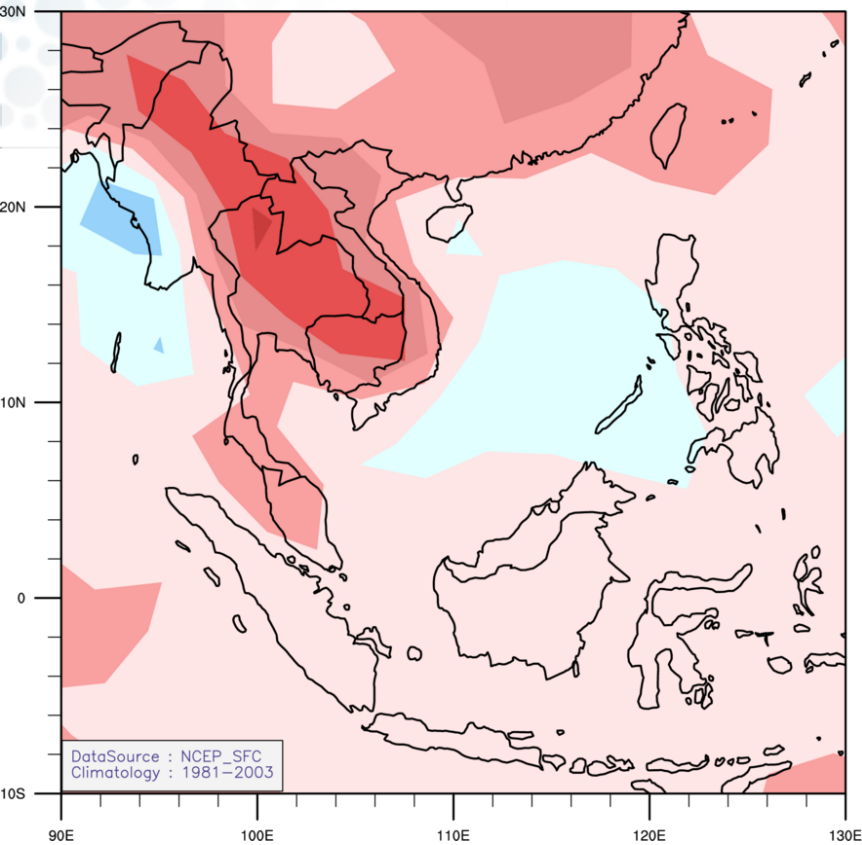 30N
20N
10N
0
10S
DataSource : NCEP_SFC
Climatology : 1981-2003
90E 100E 110E 120E 130E